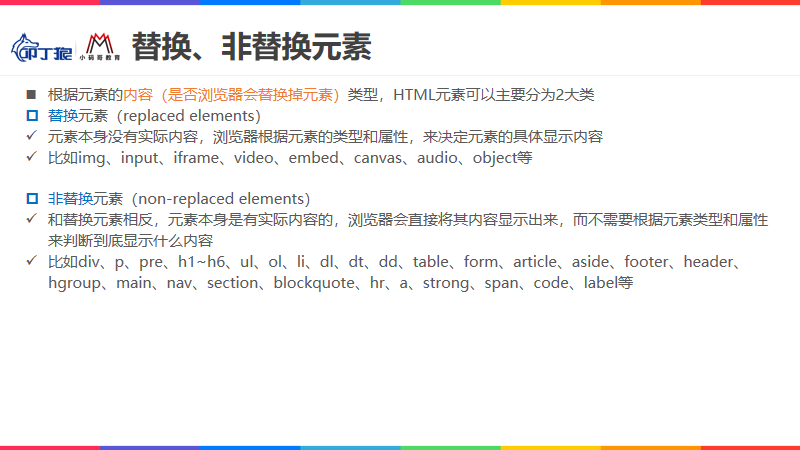 叩丁狼 小码哥教育 替换、非替换元素
■ 根据元素的内容（是否浏览器会替换掉元素）类型，HTML元素可以主要分为2大类
替换元素（replaced elements）
✓ 元素本身没有实际内容，浏览器根据元素的类型和属性，来决定元素的具体显示内容
✓ 比如img、input、iframe、video、embed、canvas、audio、object等
非替换元素（non-replaced elements）
✓ 和替换元素相反，元素本身是有实际内容的，浏览器会直接将其内容显示出来，而不需要根据元素类型和属性
来判断到底显示什么内容
✓ 比如div、p、pre、h1~h6、ul、ol、li、dl、dt、dd、table、form、article、aside、footer、header、
hgroup、main、nav、section、blockquote、hr、a、strong、span、code、label等